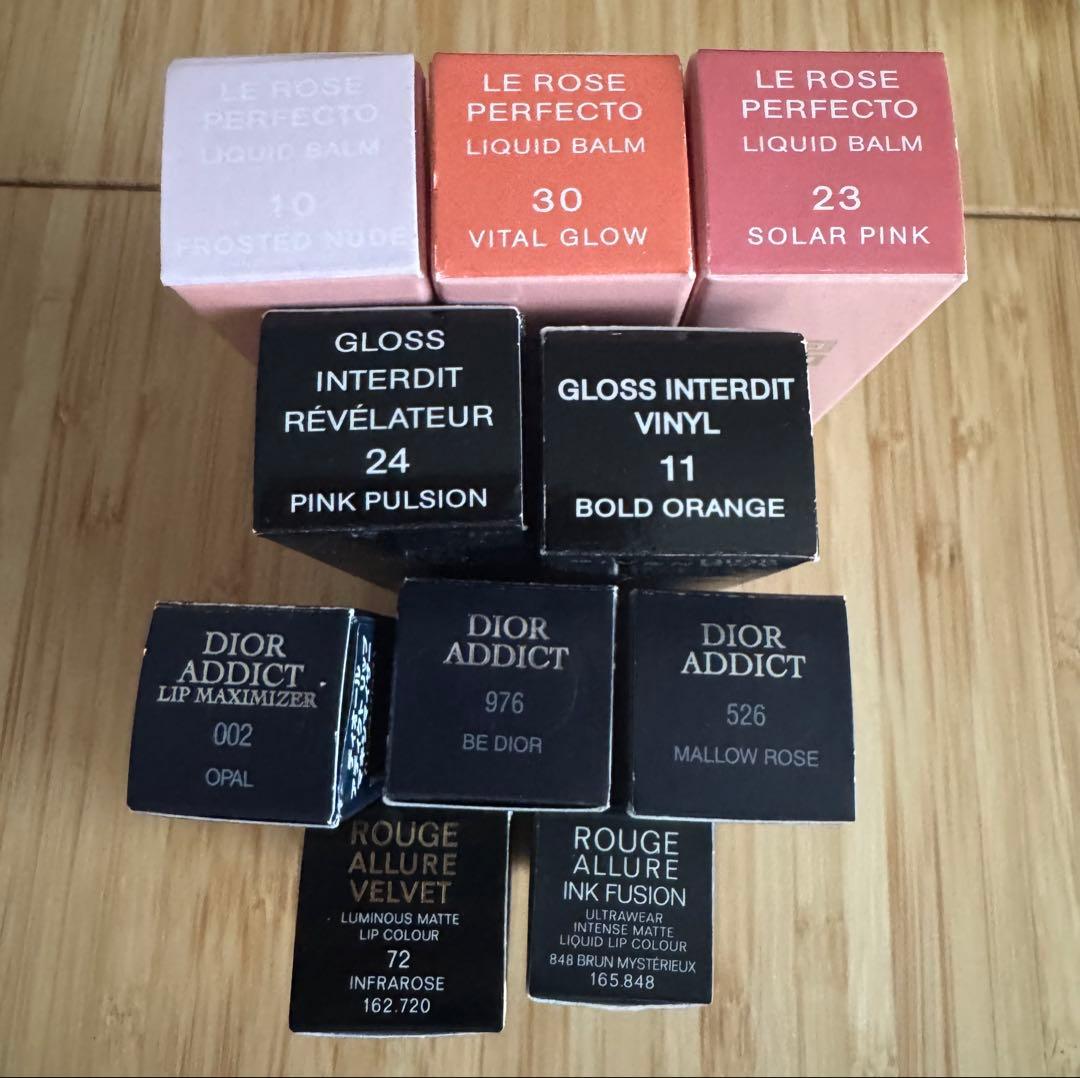 LE ROSE
PERFECTO
LIQUID BALM
10
FROSTED NUDE
LE ROSE
PERFECTO
LIQUID BALM
30
VITAL GLOW
LE ROSE
PERFECTO
LIQUID BALM
23
SOLAR PINK
GLOSS
INTERDIT
RÉVÉLATEUR
24
PINK PULSION
GLOSS INTERDIT
VINYL
11
BOLD ORANGE
DIOR
ADDICT
LIP MAXIMIZER
002
OPAL
DIOR
ADDICT
976
BE DIOR
DIOR
ADDICT
526
MALLOW ROSE
ROUGE
ALLURE
VELVET
LUMINOUS MATTE
LIP COLOUR
72
INFRAROSE
162.720
ROUGE
ALLURE
INK FUSION
ULTRAWEAR
INTENSE MATTE
LIQUID LIP COLOUR
848 BRUN MYSTÉRIEUX
165.848